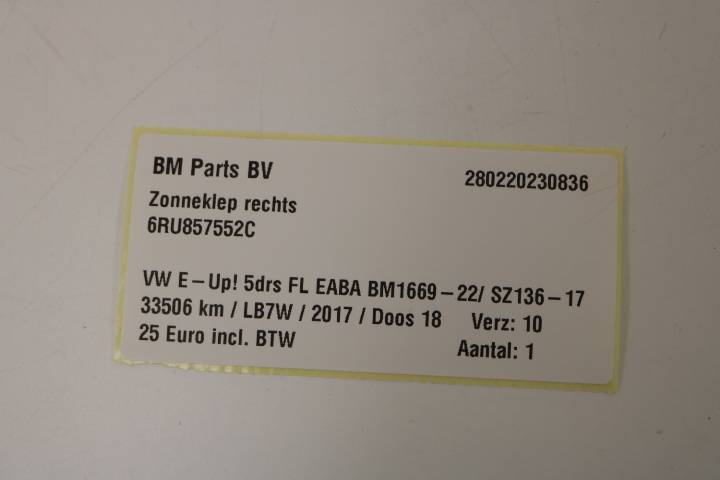 BM Parts BV 280220230836
Zonneklep rechts
6RU857552C
VW E-Up! 5drs FL EABA BM1669-22/ SZ136-17
33506 km / LB7W / 2017 / Doos 18 Verz: 10
25 Euro incl. BTW Aantal: 1